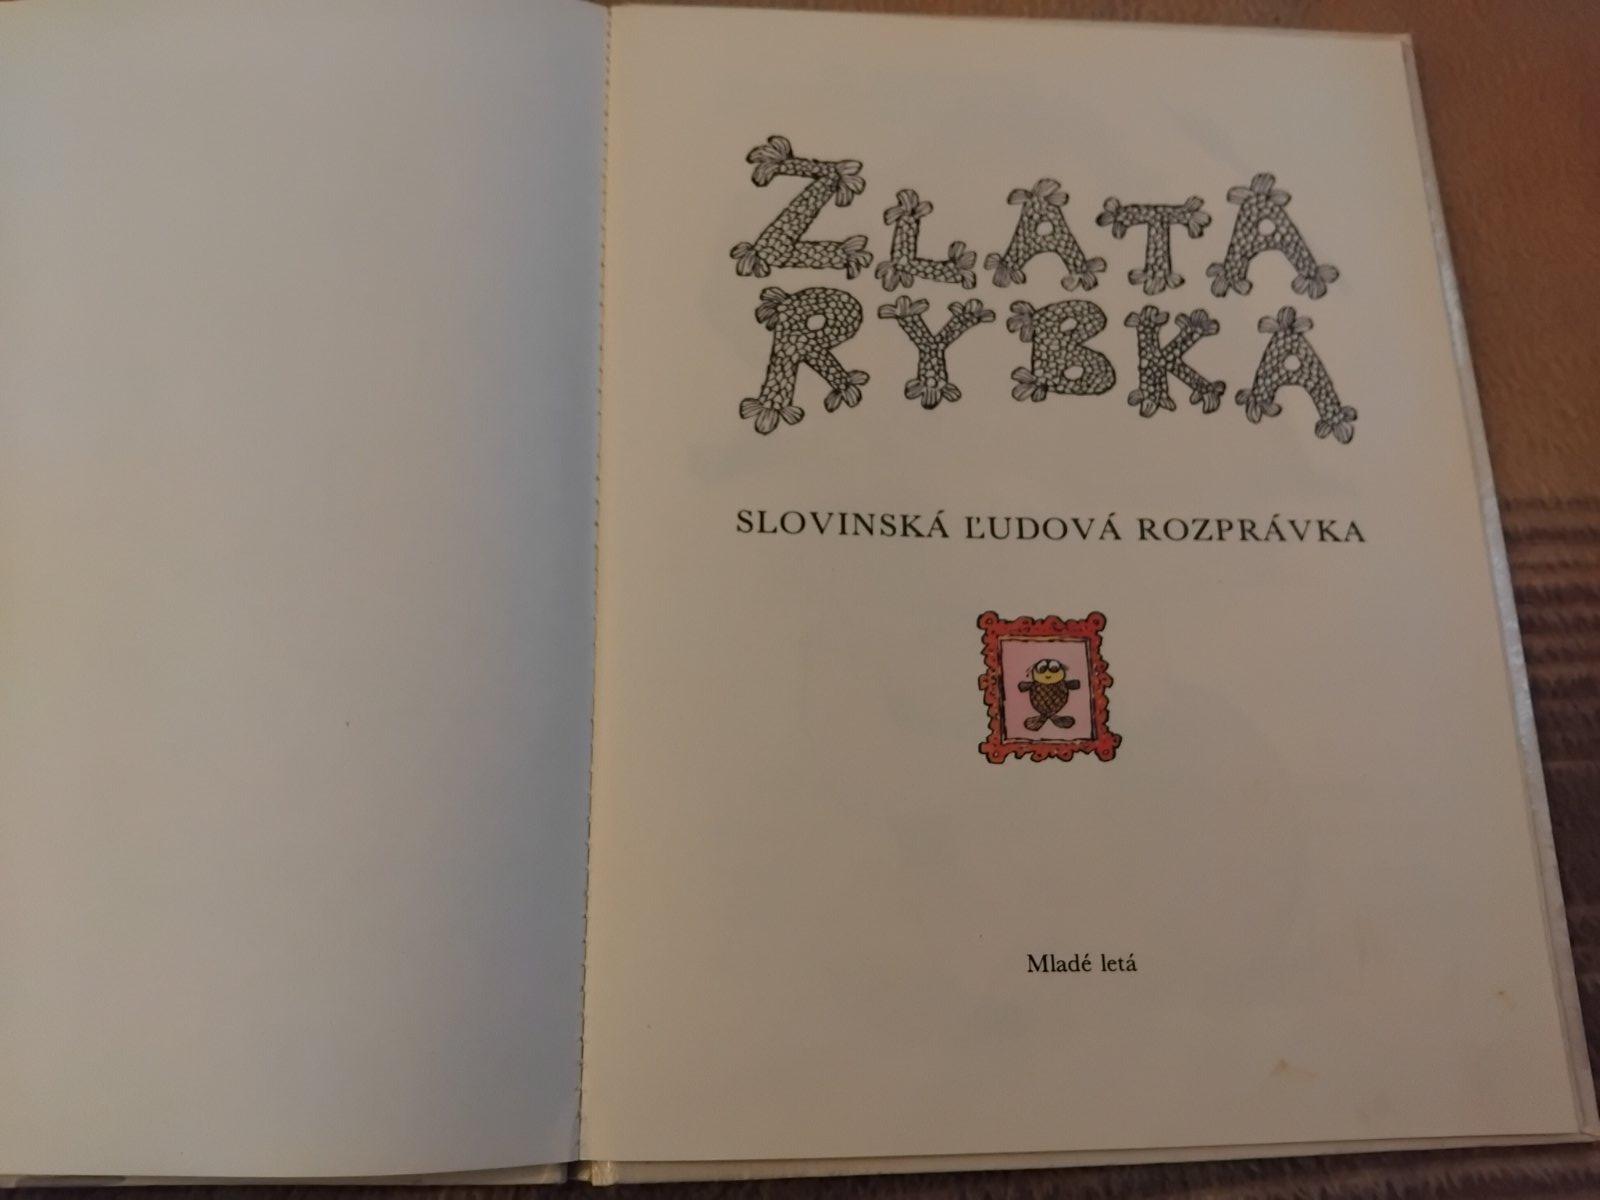 ZLATÁ
RYBKA
SLOVINSKÁ ĽUDOVÁ ROZPRÁVKA
Mladé letá